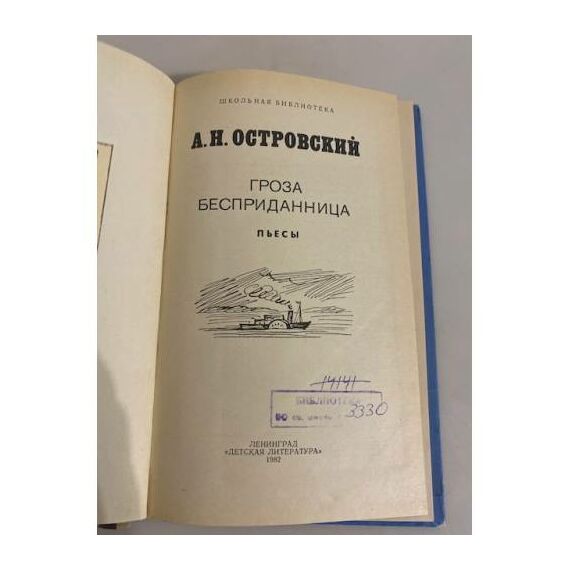 ШКОЛЬНАЯ БИБЛИОТЕКА
А.Н. ОСТРОВСКИЙ
ГРОЗА
БЕСПРИДАННИЦА
ПЬЕСЫ
14141
БИБЛИОТЕКА
3330
ЛЕНИНГРАД
«ДЕТСКАЯ ЛИТЕРАТУРА»
1982